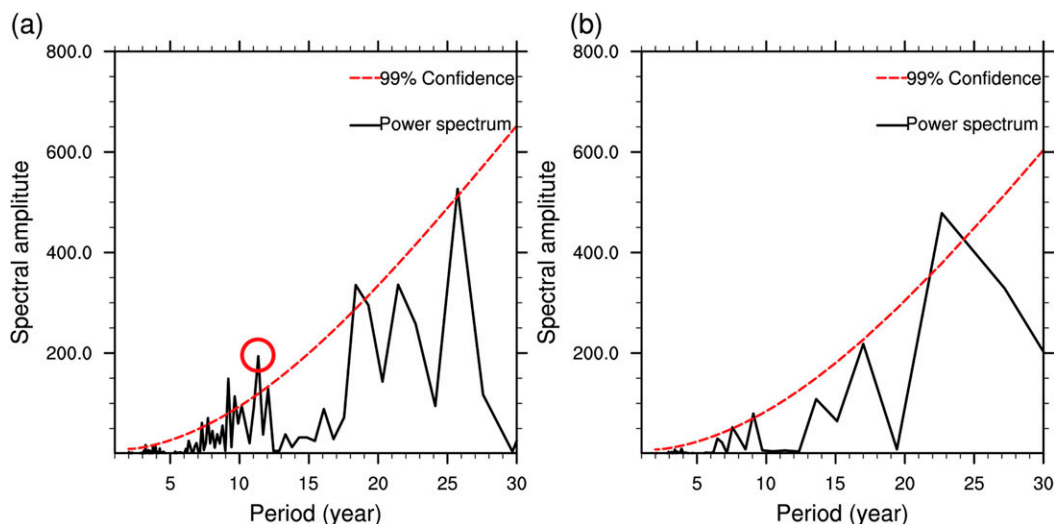 (a)
800.0
600.0
400.0
200.0
Spectral amplitute
99% Confidence
Power spectrum
5
10
15
20
25
30
Period (year)
(b)
800.0
600.0
400.0
200.0
Spectral amplitute
99% Confidence
Power spectrum
5
10
15
20
25
30
Period (year)